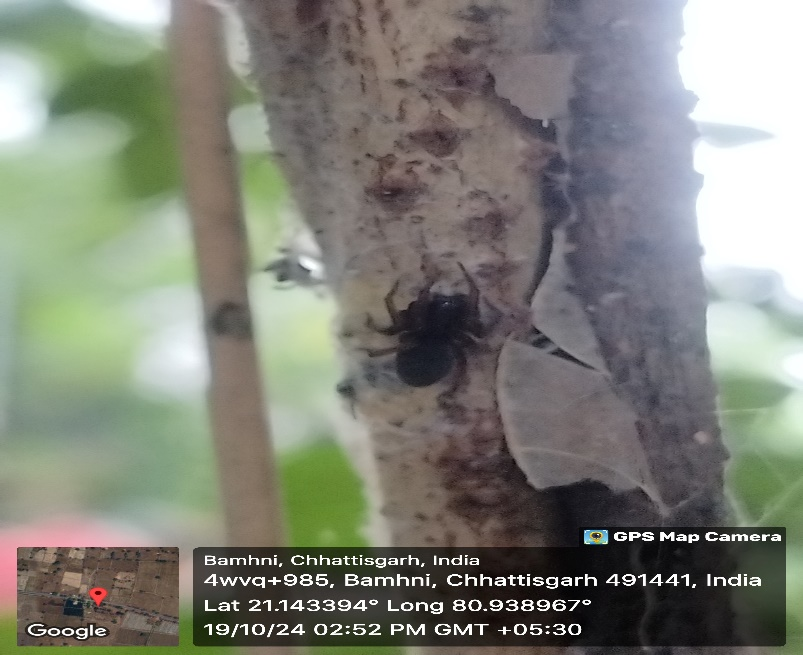 GPS Map Camera
Bamhni, Chhattisgarh, India
4wvq+985, Bamhni, Chhattisgarh 491441, India
Lat 21.143394° Long 80.938967°
19/10/24 02:52 PM GMT +05:30
Google